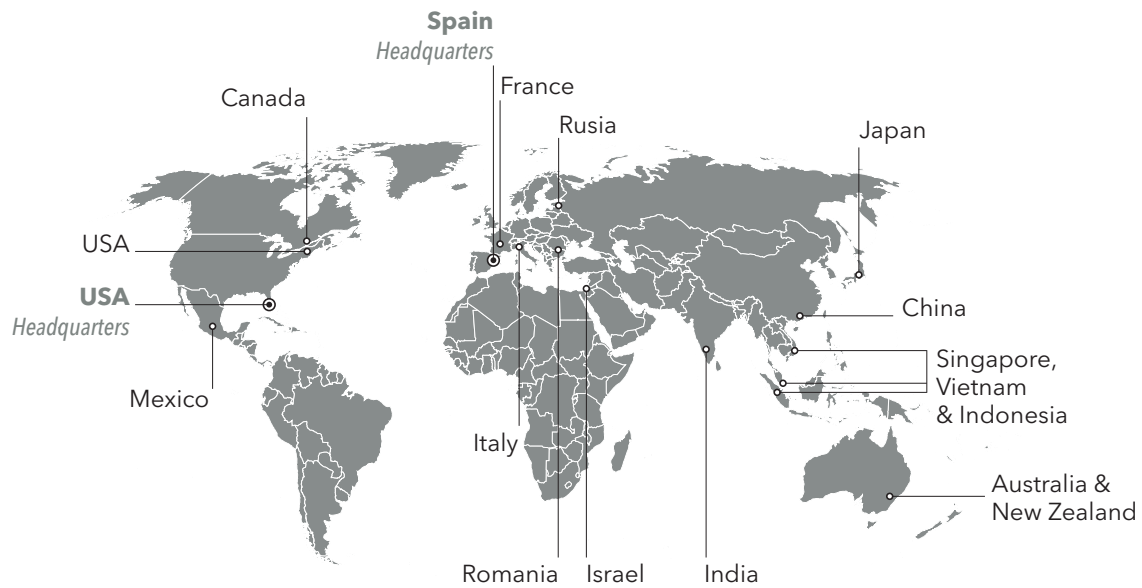 Spain
Headquarters
France
Canada
Rusia
Japan
USA
USA
Headquarters
China
Singapore,
Vietnam
& Indonesia
Mexico
Italy
Australia &
New Zealand
Romania
Israel
India